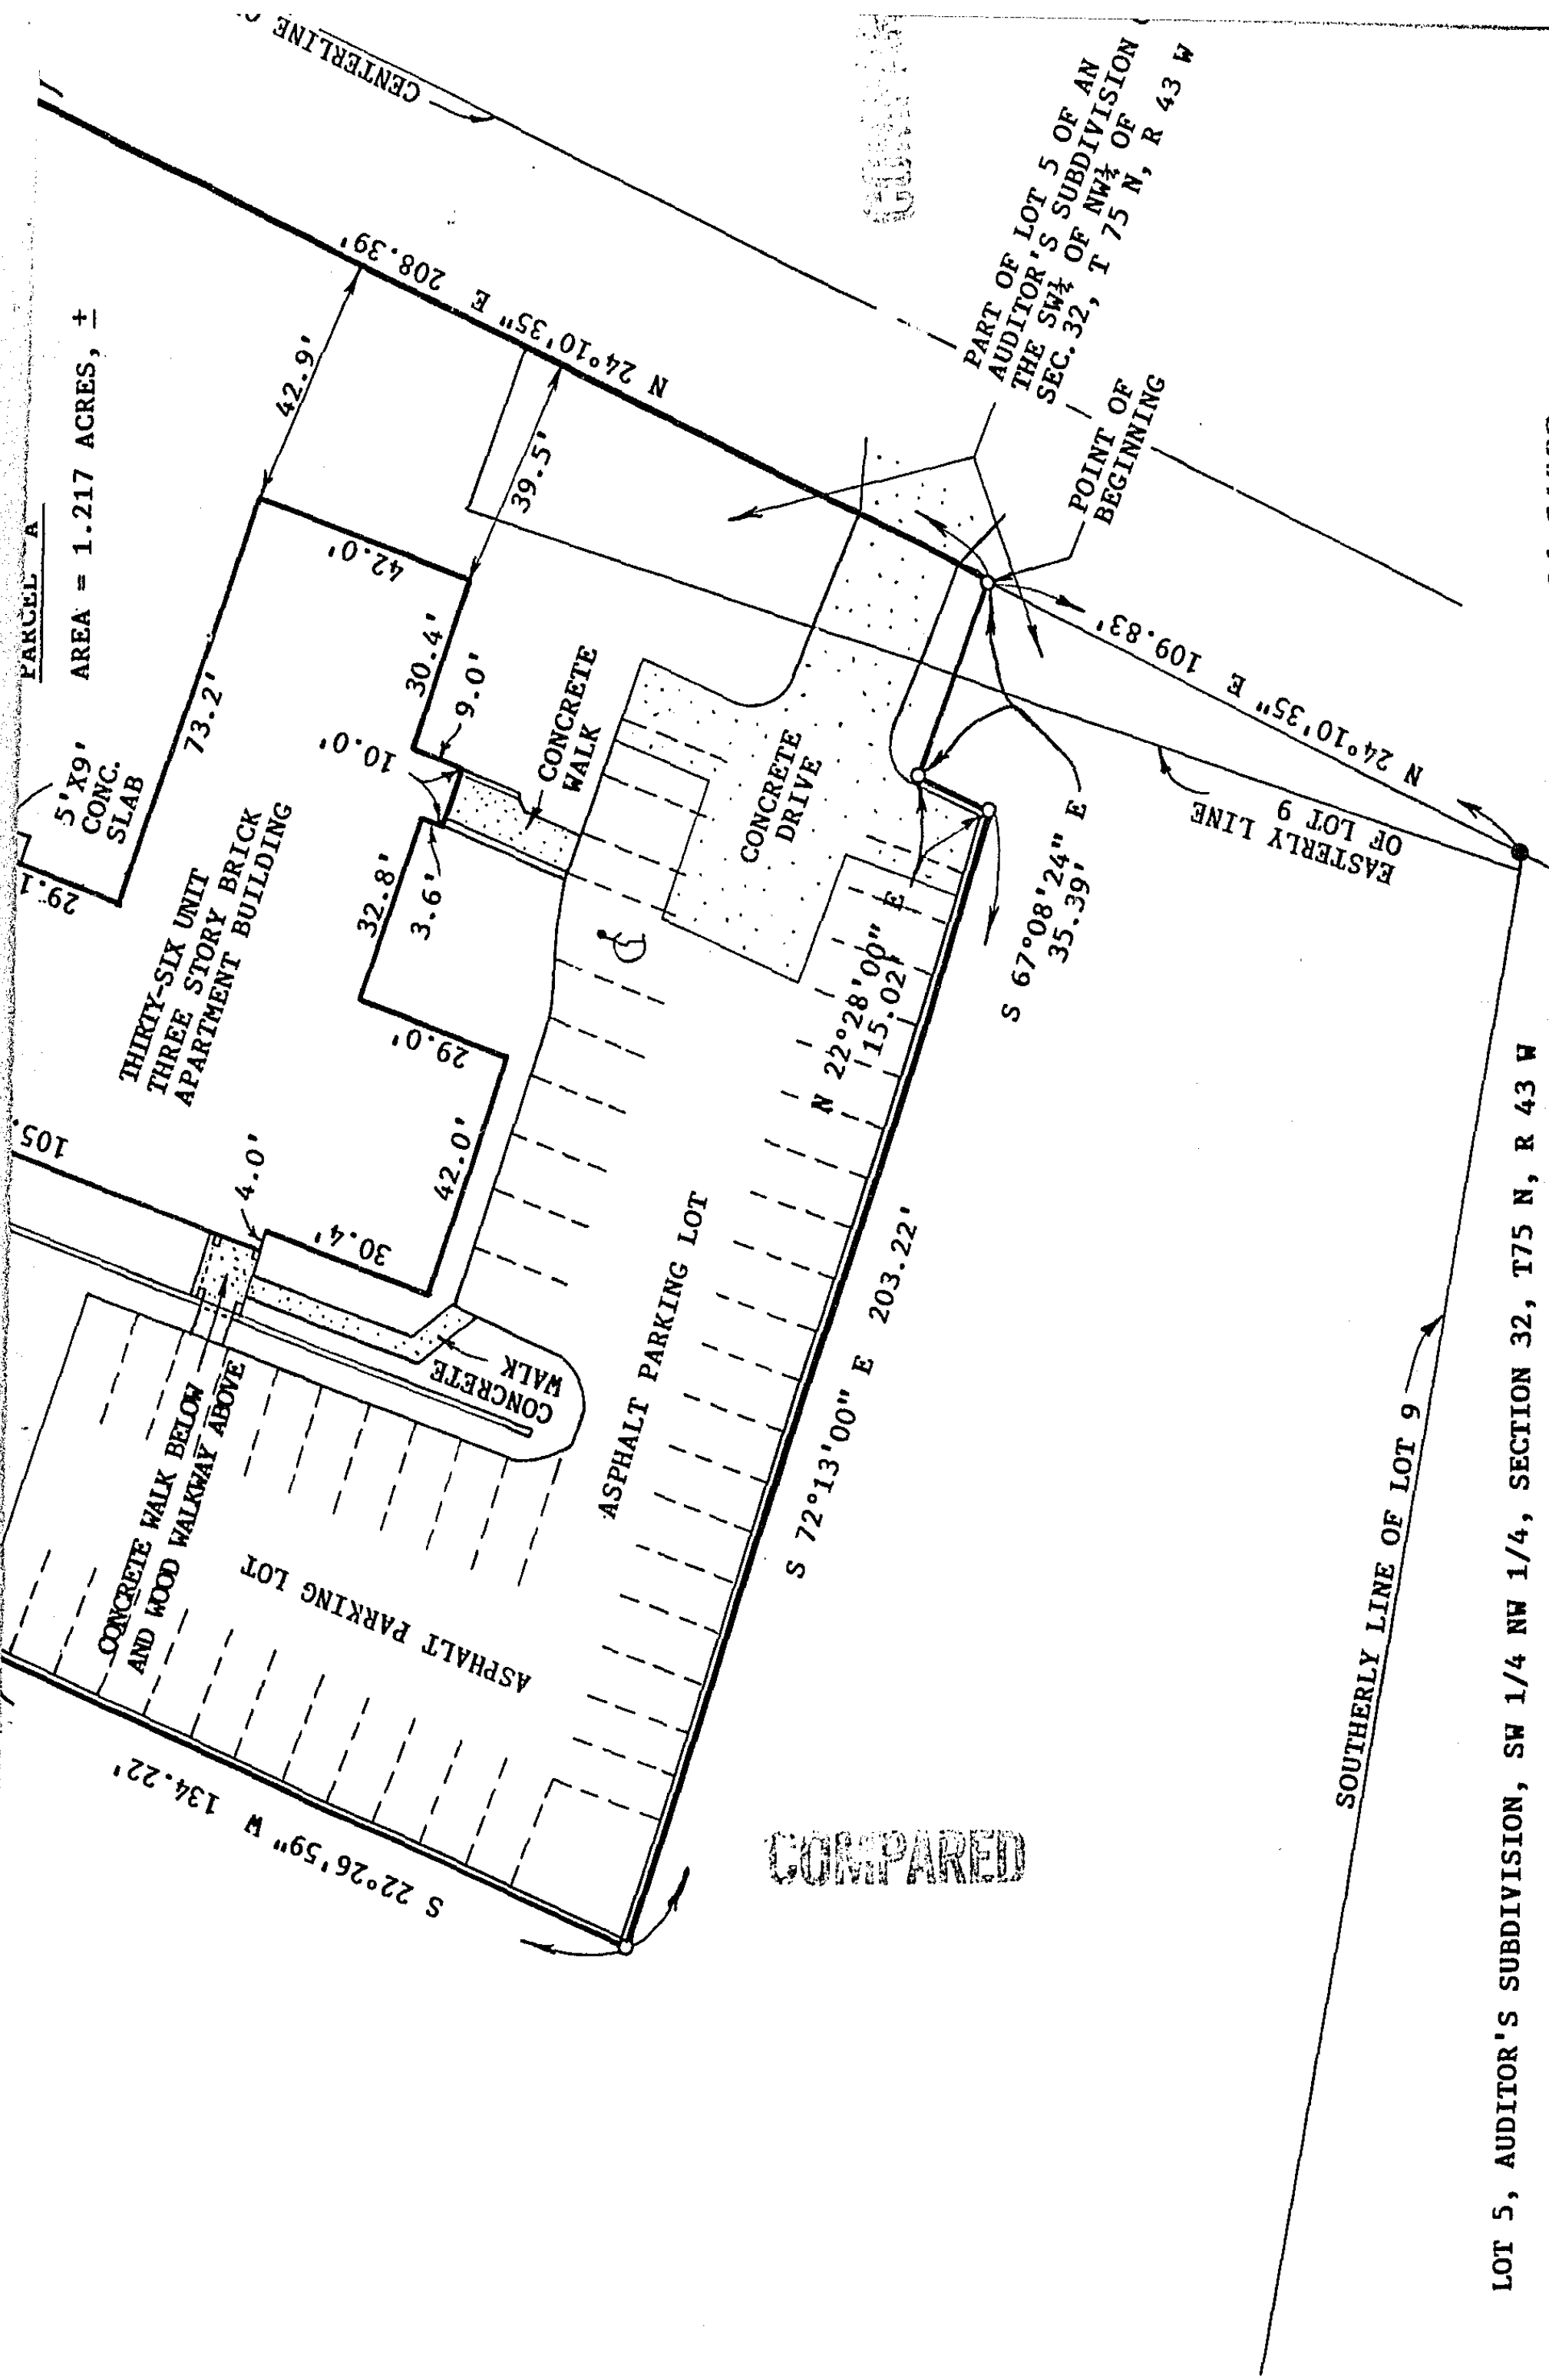 CENTERLINE
PARCEL A
AREA = 1.217 ACRES, ±
208.39'
N 24°10'35" E
42.9'
39.5'
PART OF LOT 5 OF AN
AUDITOR'S SUBDIVISION
THE SW¼ OF NW¼ OF
SEC.32, T 75 N, R 43 W
POINT OF
BEGINNING
5'X9'
CONC.
SLAB
73.2'
42.0'
30.4'
9.0'
10.0'
CONCRETE
WALK
29.1
THIRTY-SIX UNIT
THREE STORY BRICK
APARTMENT BUILDING
32.8'
3.6'
29.0'
42.0'
105.
4.0'
30.4'
CONCRETE
DRIVE
N 24°10'35" E 109.83'
EASTERLY LINE
OF LOT 9
S 67°08'24" E
35.39'
N 22°28'00" E
15.02'
CONCRETE
WALK
CONCRETE WALK BELOW
AND WOOD WALKWAY ABOVE
ASPHALT PARKING LOT
ASPHALT PARKING LOT
S 72°13'00" E 203.22'
S 22°26'59" W 134.22'
COMPARED
SOUTHERLY LINE OF LOT 9
LOT 5, AUDITOR'S SUBDIVISION, SW 1/4 NW 1/4, SECTION 32, T75 N, R 43 W